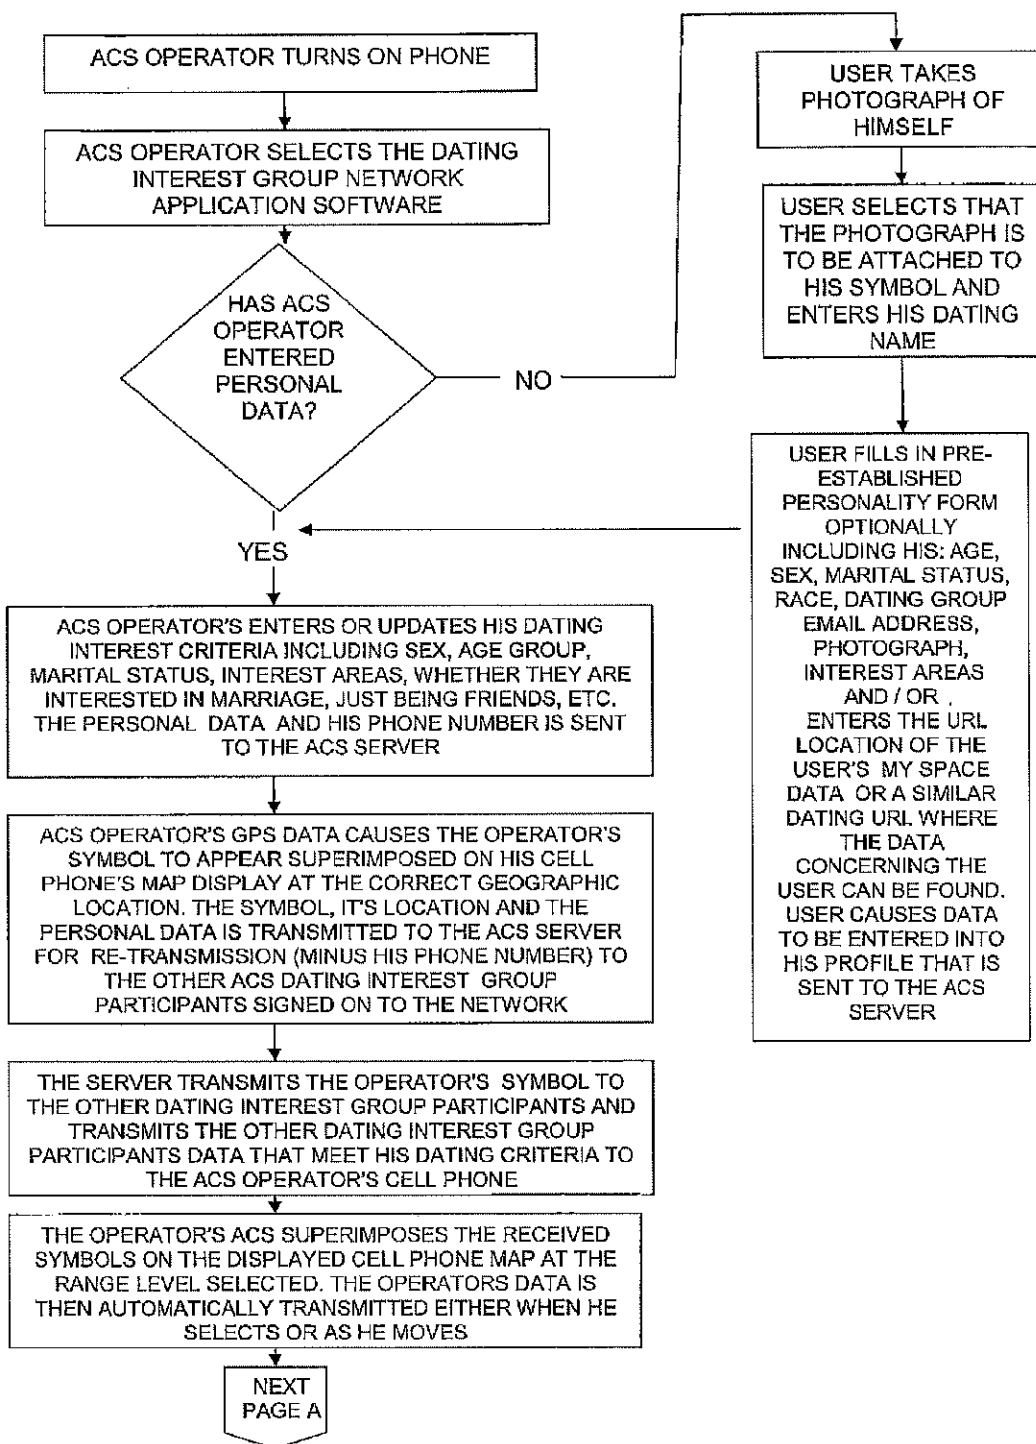 ACS OPERATOR TURNS ON PHONE
ACS OPERATOR SELECTS THE DATING
INTEREST GROUP NETWORK
APPLICATION SOFTWARE
HAS ACS
OPERATOR
ENTERED
PERSONAL
DATA?
NO
USER TAKES
PHOTOGRAPH OF
HIMSELF
USER SELECTS THAT
THE PHOTOGRAPH IS
TO BE ATTACHED TO
HIS SYMBOL AND
ENTERS HIS DATING
NAME
USER FILLS IN PRE-
ESTABLISHED
PERSONALITY FORM
OPTIONALLY
INCLUDING HIS: AGE,
SEX, MARITAL STATUS,
RACE, DATING GROUP
EMAIL ADDRESS,
PHOTOGRAPH,
INTEREST AREAS
AND / OR .
ENTERS THE URL
LOCATION OF THE
USER'S MY SPACE
DATA OR A SIMILAR
DATING URL WHERE
THE DATA
CONCERNING THE
USER CAN BE FOUND.
USER CAUSES DATA
TO BE ENTERED INTO
HIS PROFILE THAT IS
SENT TO THE ACS
SERVER
YES
ACS OPERATOR'S ENTERS OR UPDATES HIS DATING
INTEREST CRITERIA INCLUDING SEX, AGE GROUP,
MARITAL STATUS, INTEREST AREAS, WHETHER THEY ARE
INTERESTED IN MARRIAGE, JUST BEING FRIENDS, ETC.
THE PERSONAL DATA AND HIS PHONE NUMBER IS SENT
TO THE ACS SERVER
ACS OPERATOR'S GPS DATA CAUSES THE OPERATOR'S
SYMBOL TO APPEAR SUPERIMPOSED ON HIS CELL
PHONE'S MAP DISPLAY AT THE CORRECT GEOGRAPHIC
LOCATION. THE SYMBOL, IT'S LOCATION AND THE
PERSONAL DATA IS TRANSMITTED TO THE ACS SERVER
FOR RE-TRANSMISSION (MINUS HIS PHONE NUMBER) TO
THE OTHER ACS DATING INTEREST GROUP
PARTICIPANTS SIGNED ON TO THE NETWORK
THE SERVER TRANSMITS THE OPERATOR'S SYMBOL TO
THE OTHER DATING INTEREST GROUP PARTICIPANTS AND
TRANSMITS THE OTHER DATING INTEREST GROUP
PARTICIPANTS DATA THAT MEET HIS DATING CRITERIA TO
THE ACS OPERATOR'S CELL PHONE
THE OPERATOR'S ACS SUPERIMPOSES THE RECEIVED
SYMBOLS ON THE DISPLAYED CELL PHONE MAP AT THE
RANGE LEVEL SELECTED. THE OPERATORS DATA IS
THEN AUTOMATICALLY TRANSMITTED EITHER WHEN HE
SELECTS OR AS HE MOVES
NEXT
PAGE A